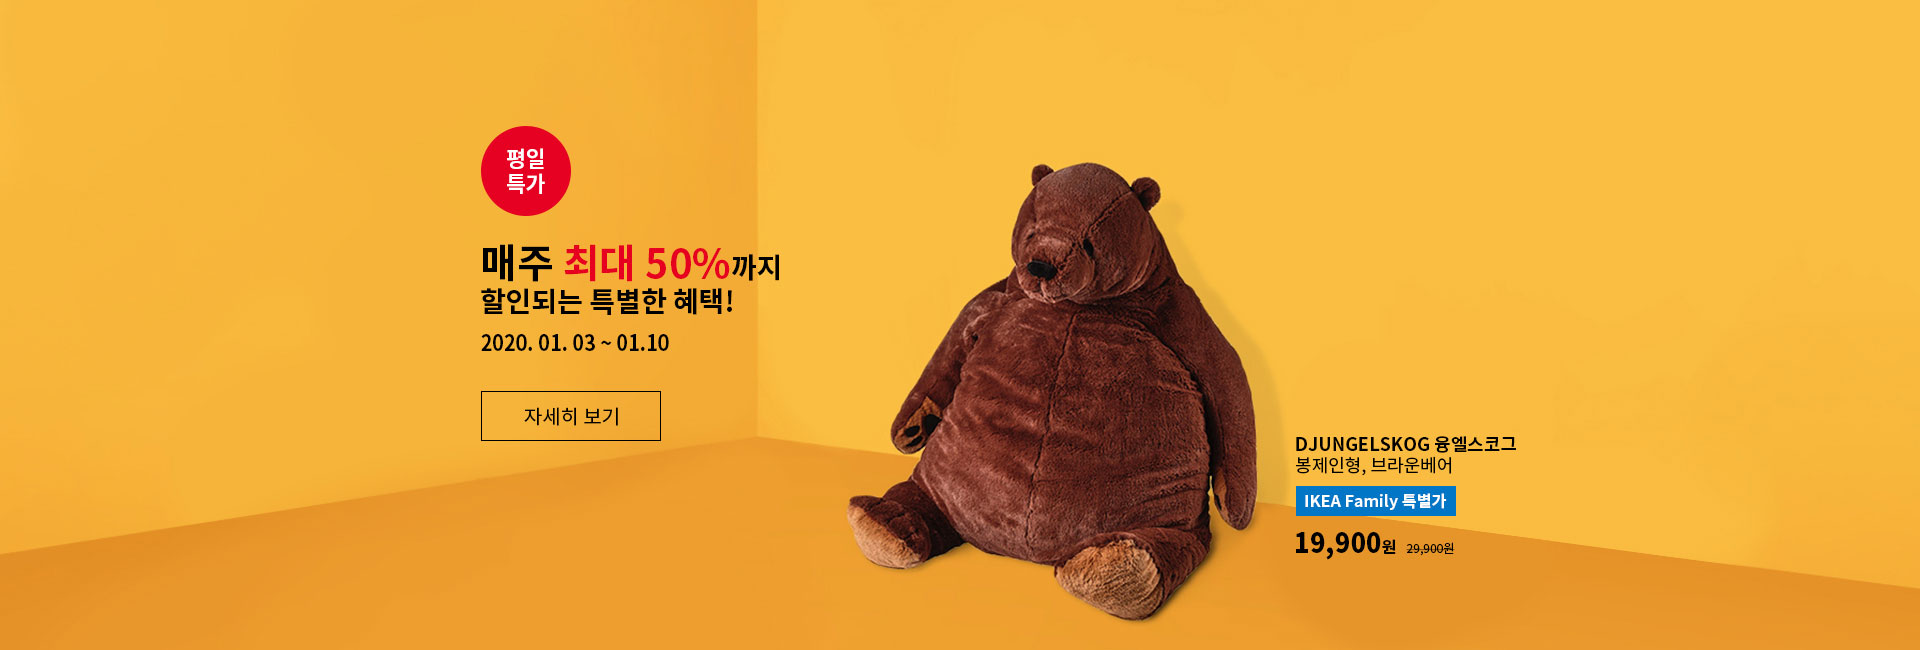 평일
특가
매주 최대 50%까지
할인되는 특별한 혜택!
2020. 01. 03 ~ 01.10
자세히 보기
DJUNGELSKOG 융엘스코그
봉제인형, 브라운베어
IKEA Family 특별가
19,900원 29,900원